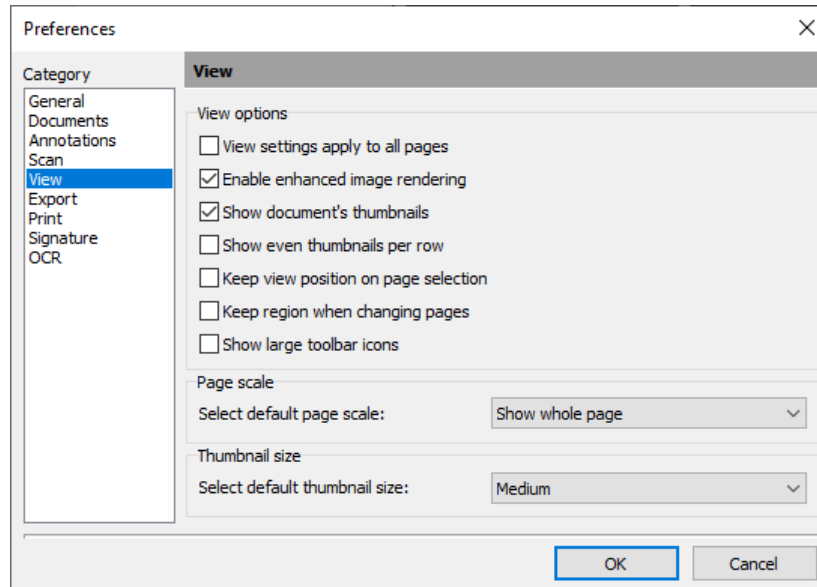 Preferences
Category
General
Documents
Annotations
Scan
View
Export
Print
Signature
OCR
View
View options
View settings apply to all pages
Enable enhanced image rendering
Show document's thumbnails
Show even thumbnails per row
Keep view position on page selection
Keep region when changing pages
Show large toolbar icons
Page scale
Select default page scale: Show whole page
Thumbnail size
Select default thumbnail size: Medium
OK Cancel